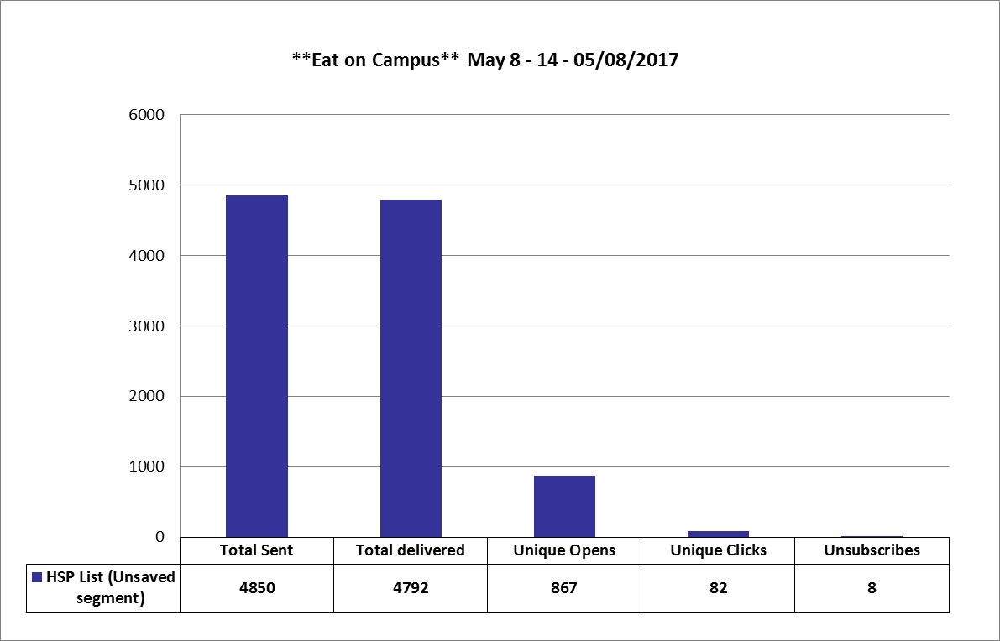 **Eat on Campus** May 8 - 14 - 05/08/2017
6000
5000
4000
3000
2000
1000
0
Total Sent Total delivered Unique Opens Unique Clicks Unsubscribes
HSP List (Unsaved
segment)
4850 4792 867 82 8